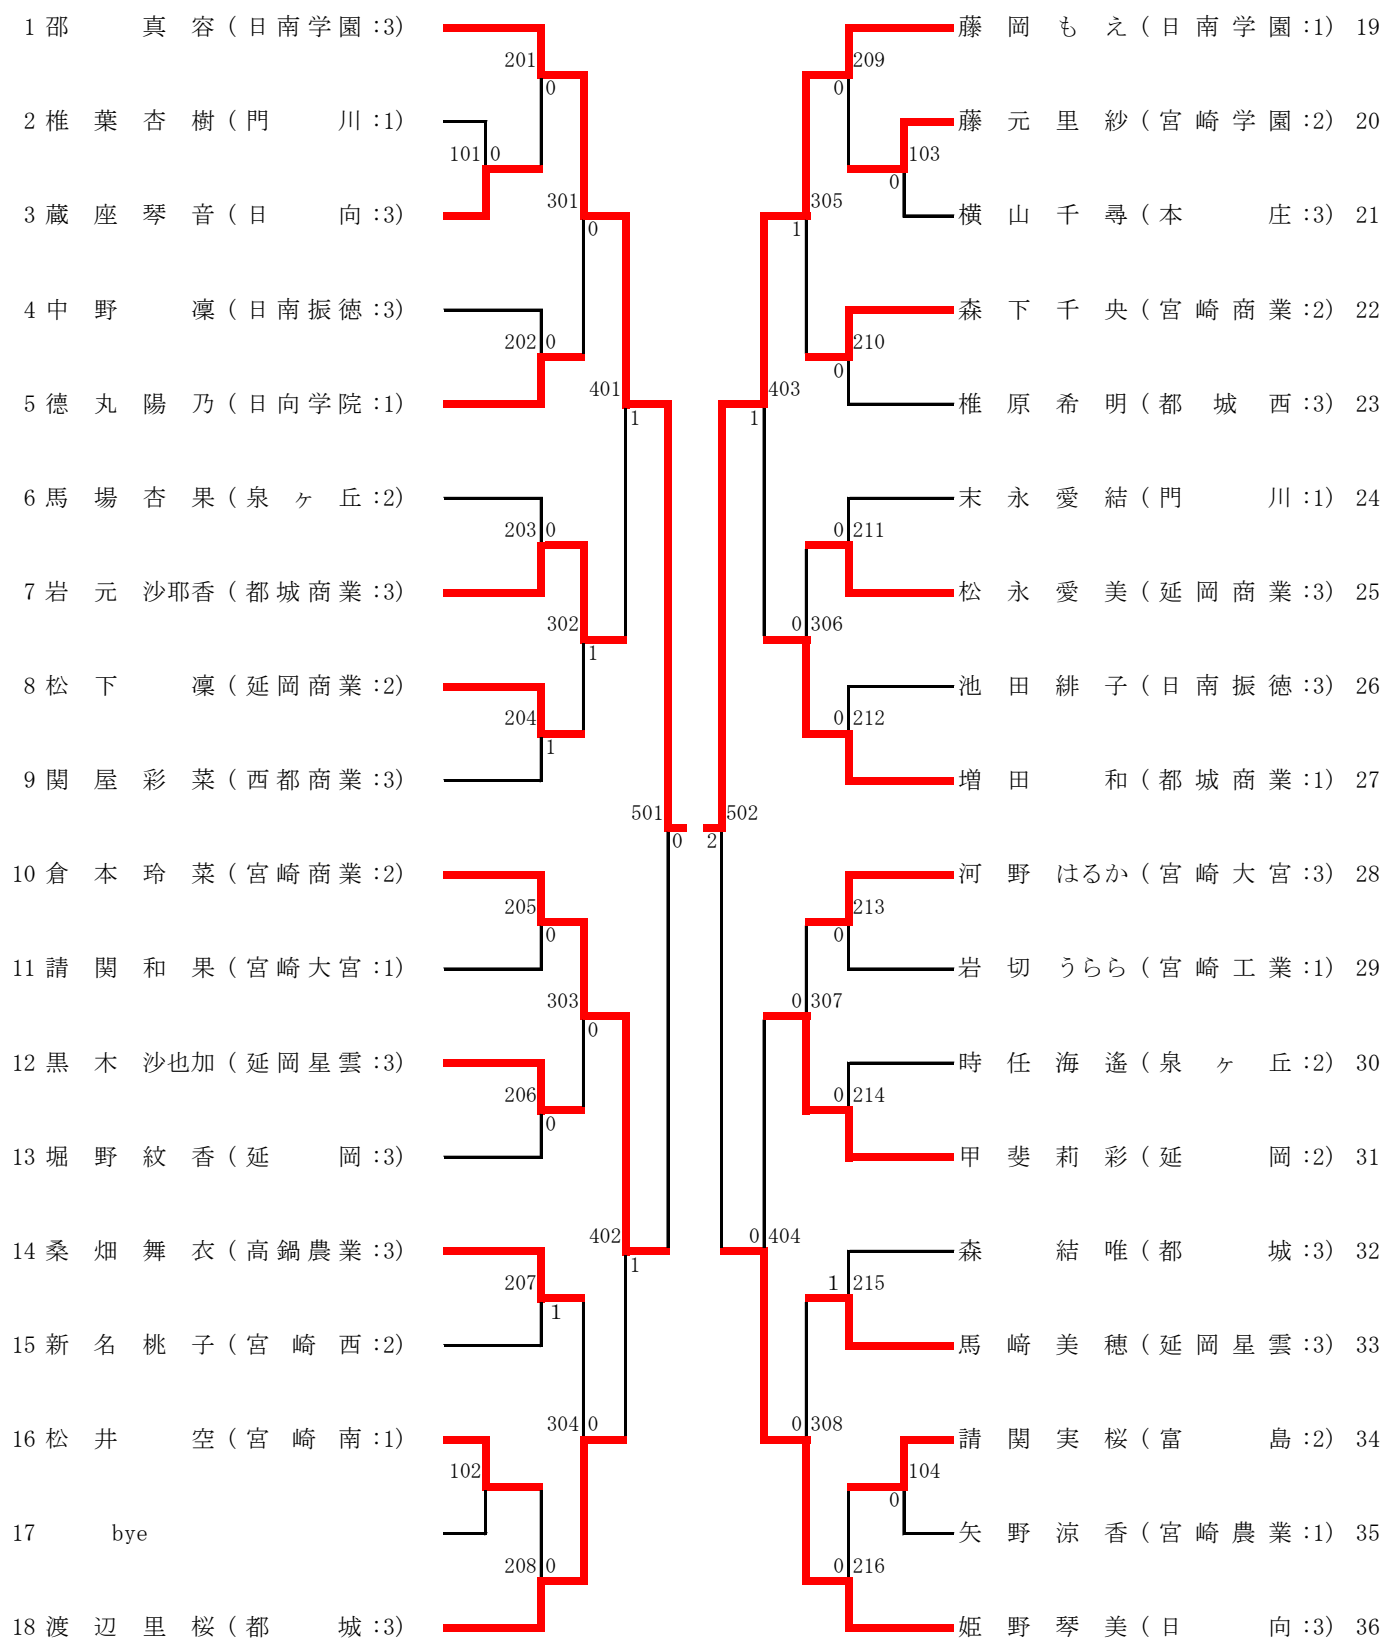 1 邵 真 容 ( 日 南 学 園 :3)
藤 岡 も え ( 日 南 学 園 :1) 19
201 0
209 0
2 椎 葉 杏 樹 ( 門 川 :1)
藤 元 里 紗 ( 宮 崎 学 園 :2) 20
101 0
103 0
3 蔵 座 琴 音 ( 日 向 :3)
横 山 千 尋 ( 本 庄 :3) 21
301 0
305 1
4 中 野 凜 ( 日 南 振 徳 :3)
森 下 千 央 ( 宮 崎 商 業 :2) 22
202 0
210 0
5 德 丸 陽 乃 ( 日 向 学 院 :1)
椎 原 希 明 ( 都 城 西 :3) 23
401 1
403 1
6 馬 場 杏 果 ( 泉 ヶ 丘 :2)
末 永 愛 結 ( 門 川 :1) 24
203 0
0 211
7 岩 元 沙耶香 ( 都 城 商 業 :3)
松 永 愛 美 ( 延 岡 商 業 :3) 25
302 1
0 306
8 松 下 凜 ( 延 岡 商 業 :2)
池 田 緋 子 ( 日 南 振 徳 :3) 26
204 1
0 212
9 関 屋 彩 菜 ( 西 都 商 業 :3)
増 田 和 ( 都 城 商 業 :1) 27
501 0
502 2
10 倉 本 玲 菜 ( 宮 崎 商 業 :2)
河 野 はるか ( 宮 崎 大 宮 :3) 28
205 0
213 0
11 請 関 和 果 ( 宮 崎 大 宮 :1)
岩 切 うらら ( 宮 崎 工 業 :1) 29
303 0
0 307
12 黒 木 沙也加 ( 延 岡 星 雲 :3)
時 任 海 遙 ( 泉 ヶ 丘 :2) 30
206 0
0 214
13 堀 野 紋 香 ( 延 岡 :3)
甲 斐 莉 彩 ( 延 岡 :2) 31
402 1
0 404
14 桑 畑 舞 衣 ( 高 鍋 農 業 :3)
森 結 唯 ( 都 城 :3) 32
207 1
1 215
15 新 名 桃 子 ( 宮 崎 西 :2)
馬 﨑 美 穂 ( 延 岡 星 雲 :3) 33
304 0
0 308
16 松 井 空 ( 宮 崎 南 :1)
請 関 実 桜 ( 富 島 :2) 34
102
104 0
17 bye
矢 野 涼 香 ( 宮 崎 農 業 :1) 35
208 0
0 216
18 渡 辺 里 桜 ( 都 城 :3)
姫 野 琴 美 ( 日 向 :3) 36